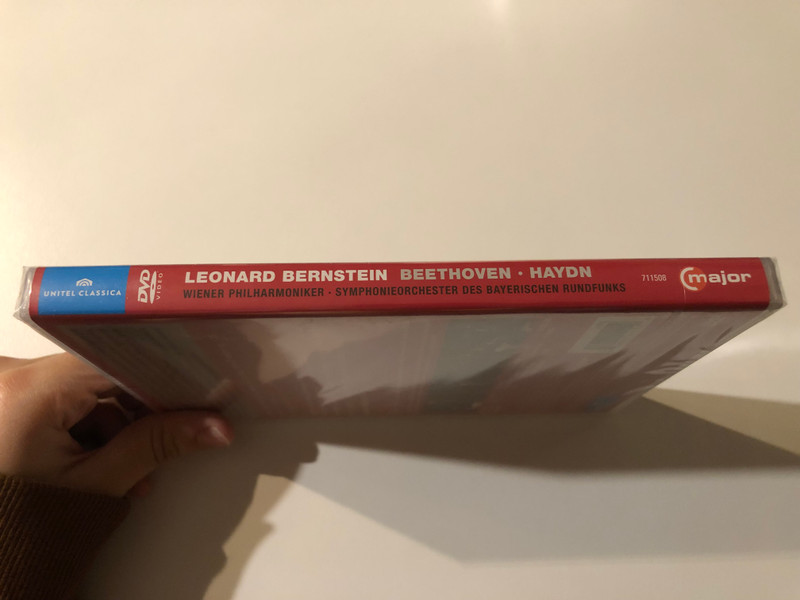 UNITEL CLASSICA
DVD
VIDEO
LEONARD BERNSTEIN BEETHOVEN · HAYDN
WIENER PHILHARMONIKER · SYMPHONIEORCHESTER DES BAYERISCHEN RUNDFUNKS
711508
C major